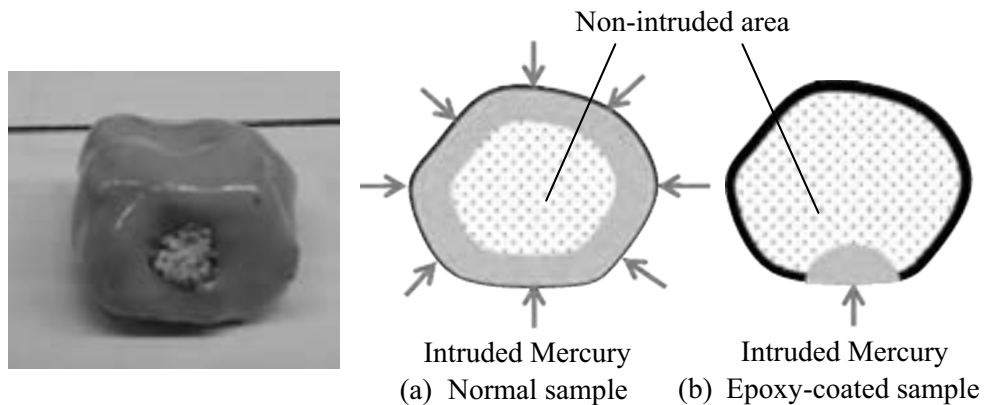 Non-intruded area
Intruded Mercury
(a) Normal sample
Intruded Mercury
(b) Epoxy-coated sample